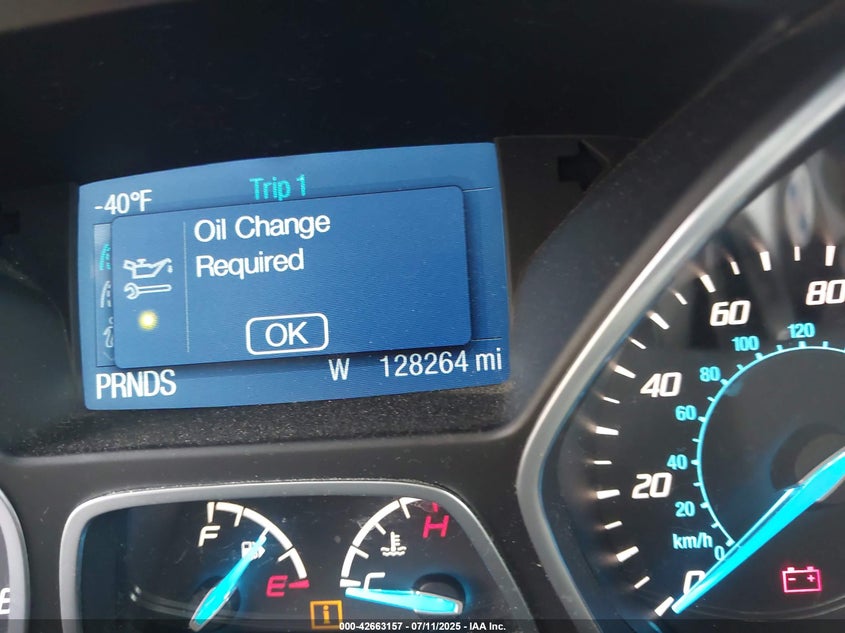 Trip 1
-40°F
Oil Change
Required
OK
PRNDS
W 128264 mi
80
60
40
20
0
120
100
80
60
40
20
0
km/h
F
E
H
C
i
E
000-42663157 - 07/11/2025 - IAA Inc.